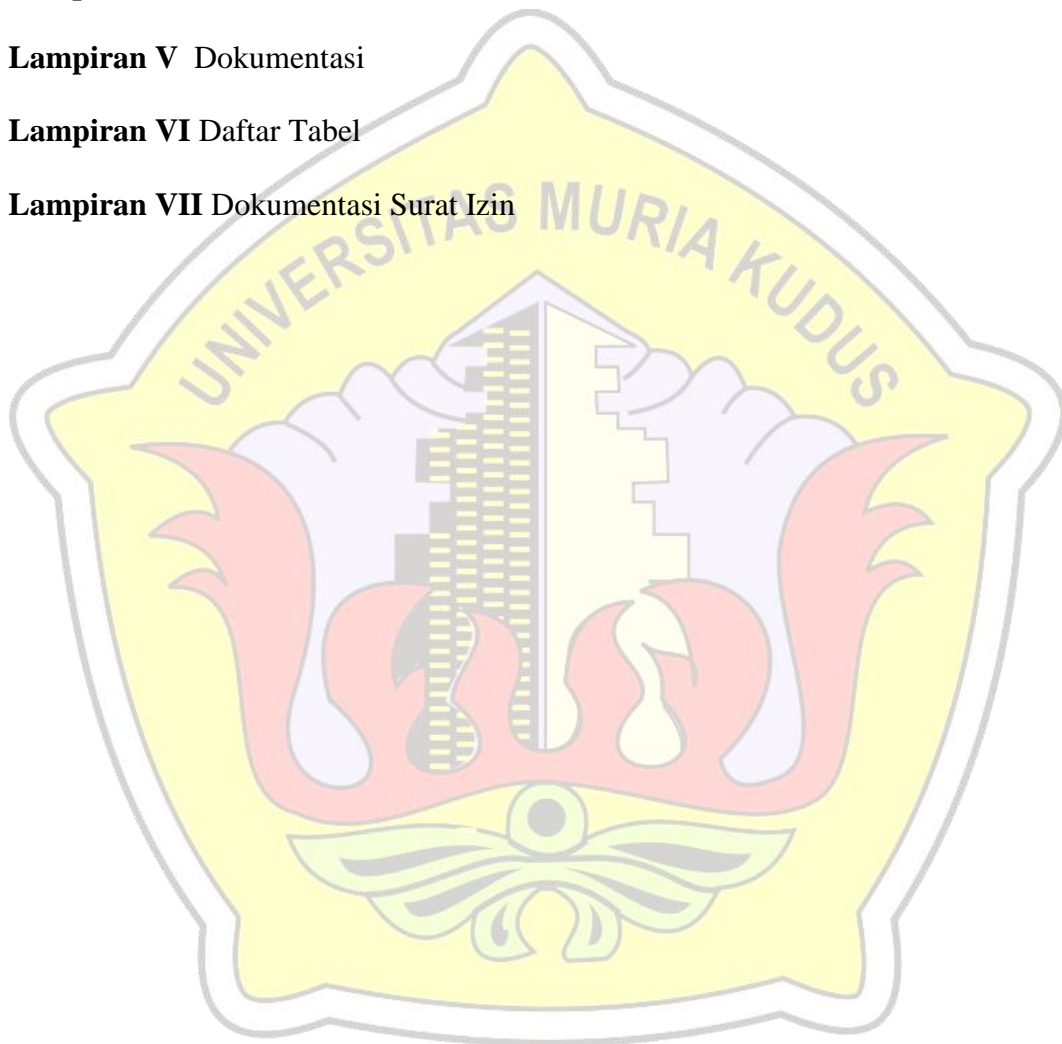 Lampiran V Dokumentasi
Lampiran VI Daftar Tabel
Lampiran VII Dokumentasi Surat Izin
UNIVERSITAS MURIA KUDUS